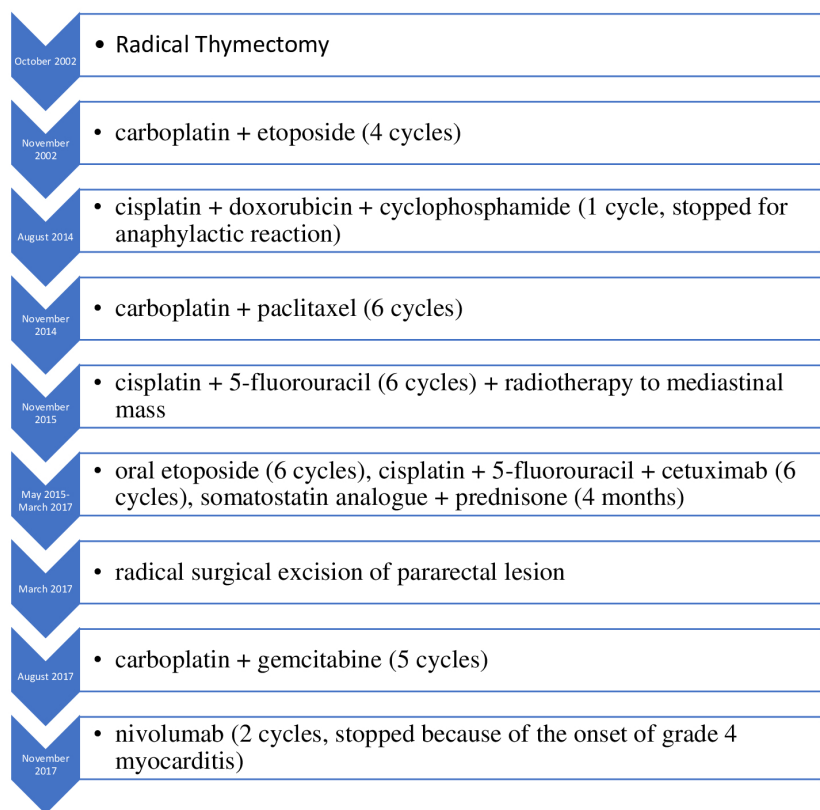 October 2002
• Radical Thymectomy
November
2002
• carboplatin + etoposide (4 cycles)
August 2014
• cisplatin + doxorubicin + cyclophosphamide (1 cycle, stopped for
anaphylactic reaction)
November
2014
• carboplatin + paclitaxel (6 cycles)
November
2015
• cisplatin + 5-fluorouracil (6 cycles) + radiotherapy to mediastinal
mass
May 2015-
March 2017
• oral etoposide (6 cycles), cisplatin + 5-fluorouracil + cetuximab (6
cycles), somatostatin analogue + prednisone (4 months)
March 2017
• radical surgical excision of pararectal lesion
August 2017
• carboplatin + gemcitabine (5 cycles)
November
2017
• nivolumab (2 cycles, stopped because of the onset of grade 4
myocarditis)